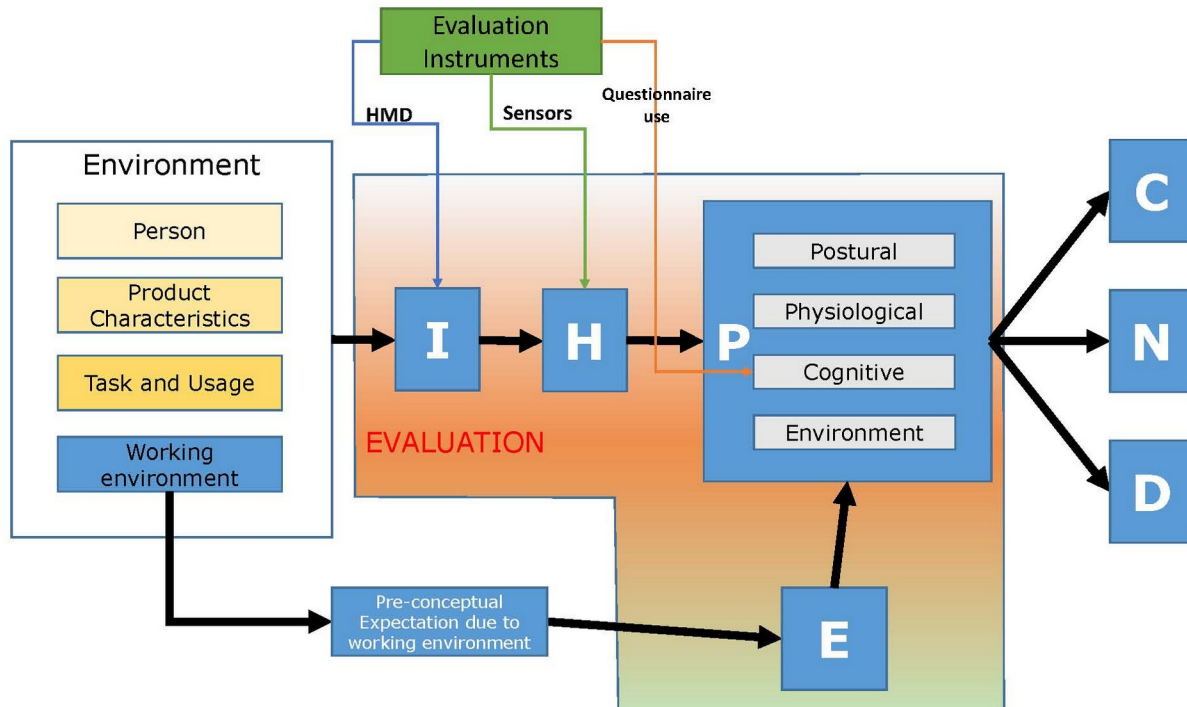 Evaluation
Instruments
HMD
Sensors
Questionnaire
use
Environment
Person
Product
Characteristics
Task and Usage
Working
environment
I
H
P
Postural
Physiological
Cognitive
Environment
EVALUATION
C
N
D
Pre-conceptual
Expectation due to
working environment
E